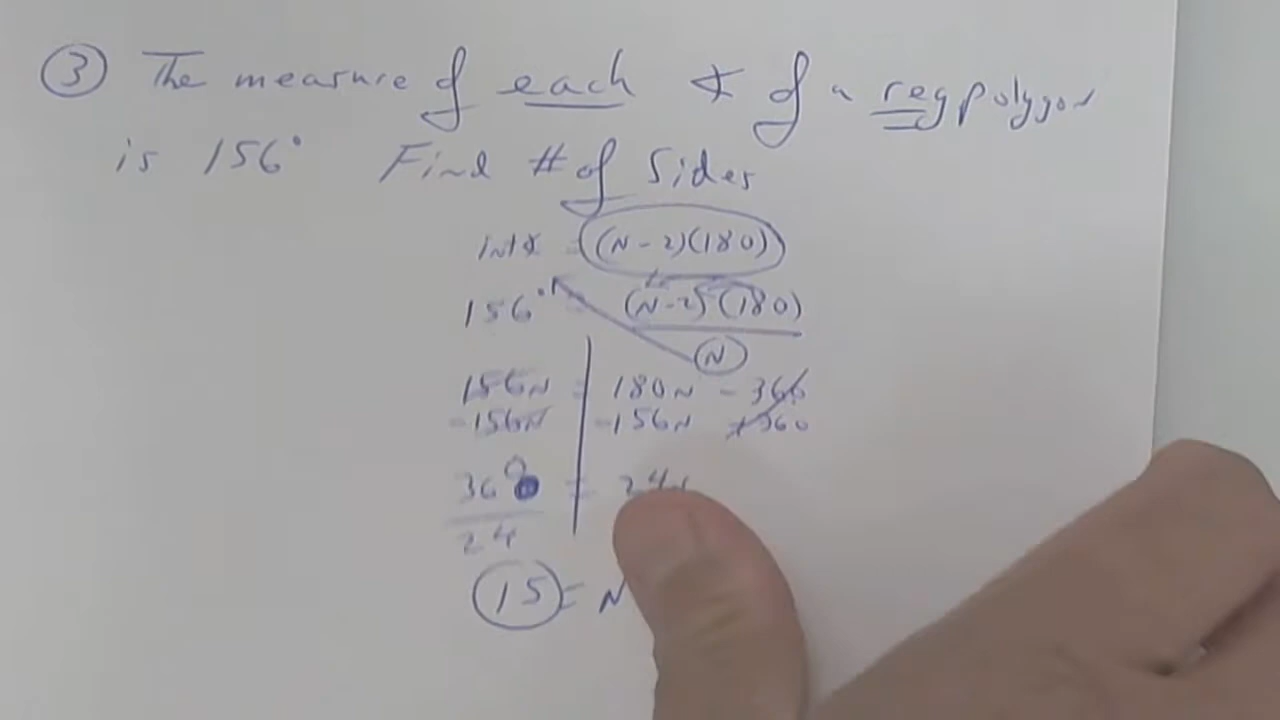 ③ The measure of each ∡ of a reg polygon
is 156° Find # of Sides
int ∡ = (N-2)(180)
156° = (N-2)(180)
N
156N = 180N - 360
-156N -156N +360
360 = 24N
24
15 = N